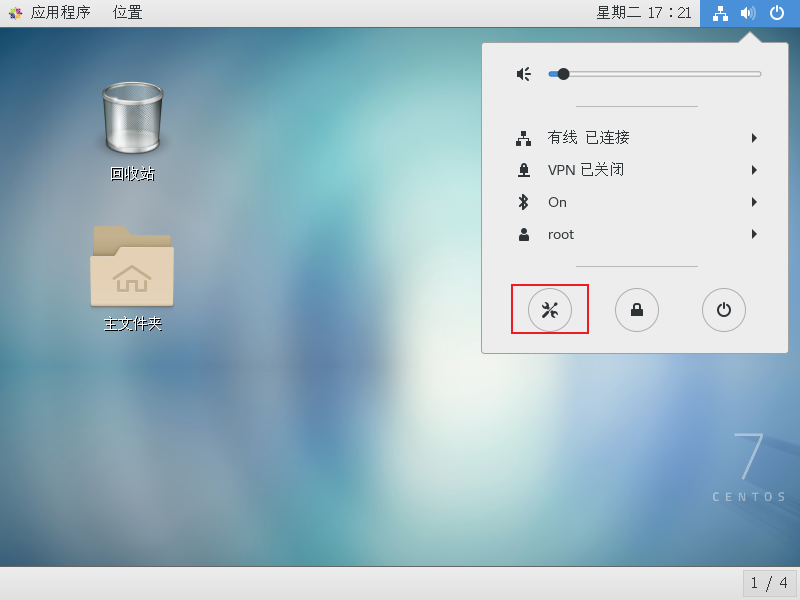 应用程序 位置 星期二 17：21
有线 已连接
VPN 已关闭
On
root
回收站
主文件夹
7
CENTOS
1 / 4